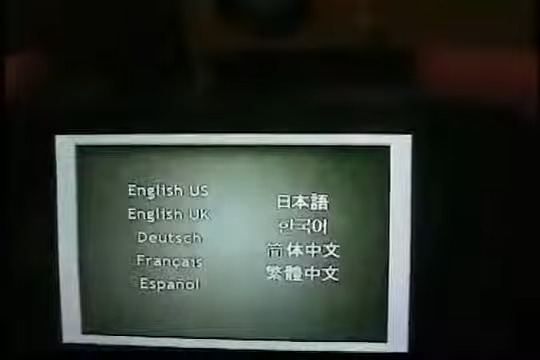 English US
English UK
Deutsch
Français
Español
日本語
한국어
简体中文
繁體中文